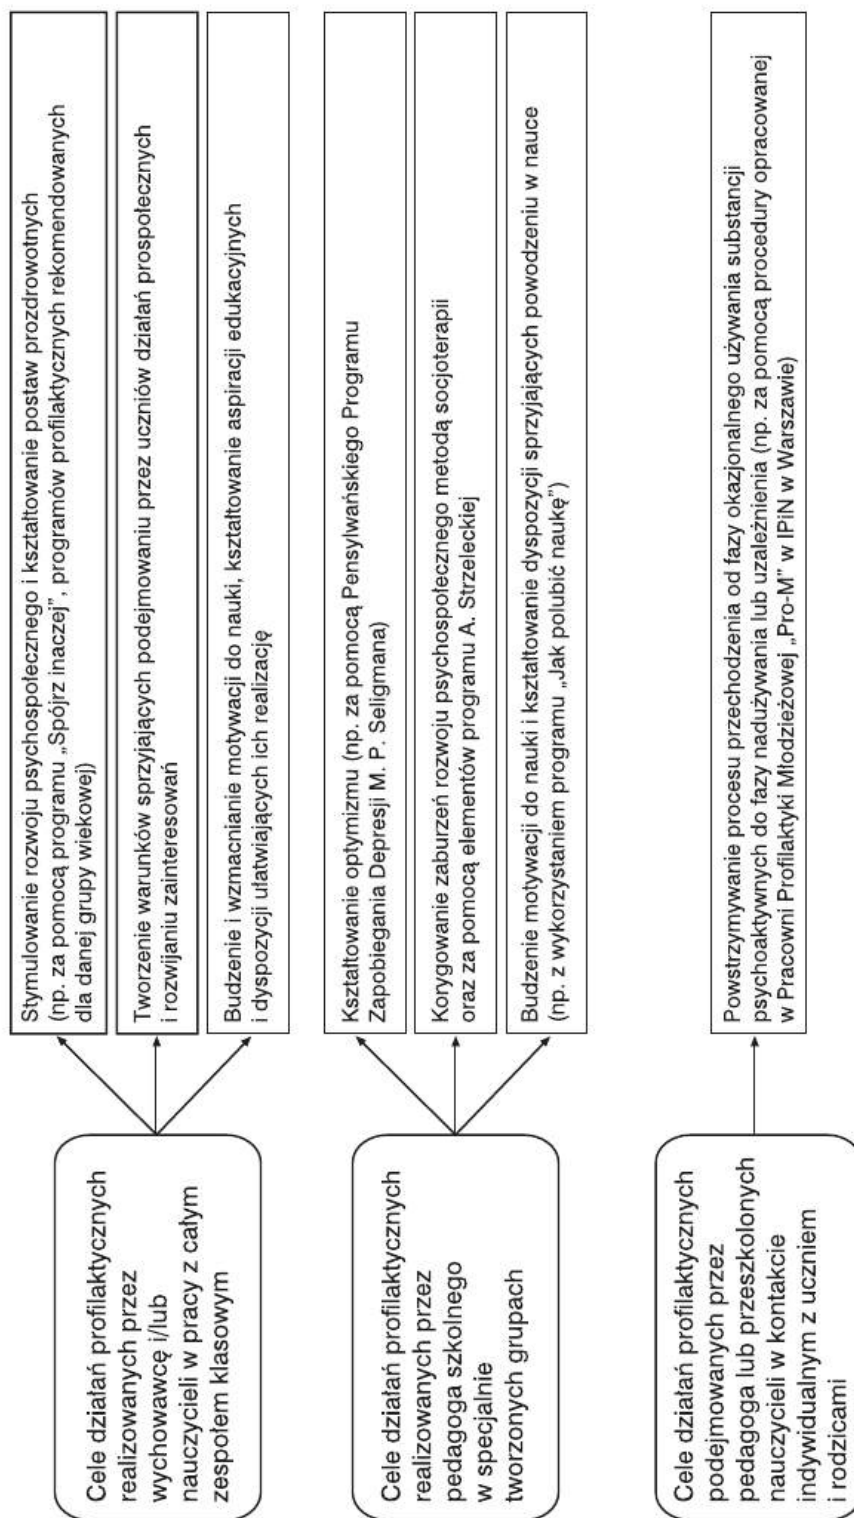 Cele działań profilaktycznych
realizowanych przez
wychowawcę i/lub
nauczycieli w pracy z całym
zespołem klasowym
Stymulowanie rozwoju psychospołecznego i kształtowanie postaw prozdrowotnych
(np. za pomocą programu „Spójrz inaczej”, programów profilaktycznych rekomendowanych
dla danej grupy wiekowej)
Tworzenie warunków sprzyjających podejmowaniu przez uczniów działań prospołecznych
i rozwijaniu zainteresowań
Budzenie i wzmacnianie motywacji do nauki, kształtowanie aspiracji edukacyjnych
i dyspozycji ułatwiających ich realizację
Cele działań profilaktycznych
realizowanych przez
pedagoga szkolnego
w specjalnie
tworzonych grupach
Kształtowanie optymizmu (np. za pomocą Pensylwańskiego Programu
Zapobiegania Depresji M. P. Seligmana)
Korygowanie zaburzeń rozwoju psychospołecznego metodą socjoterapii
oraz za pomocą elementów programu A. Strzeleckiej
Budzenie motywacji do nauki i kształtowanie dyspozycji sprzyjających powodzeniu w nauce
(np. z wykorzystaniem programu „Jak polubić naukę”)
Cele działań profilaktycznych
podejmowanych przez
pedagoga lub przeszkolonych
nauczycieli w kontakcie
indywidualnym z uczniem
i rodzicami
Powstrzymywanie procesu przechodzenia od fazy okazjonalnego używania substancji
psychoaktywnych do fazy nadużywania lub uzależnienia (np. za pomocą procedury opracowanej
w Pracowni Profilaktyki Młodzieżowej „Pro-M” w IPiN w Warszawie)